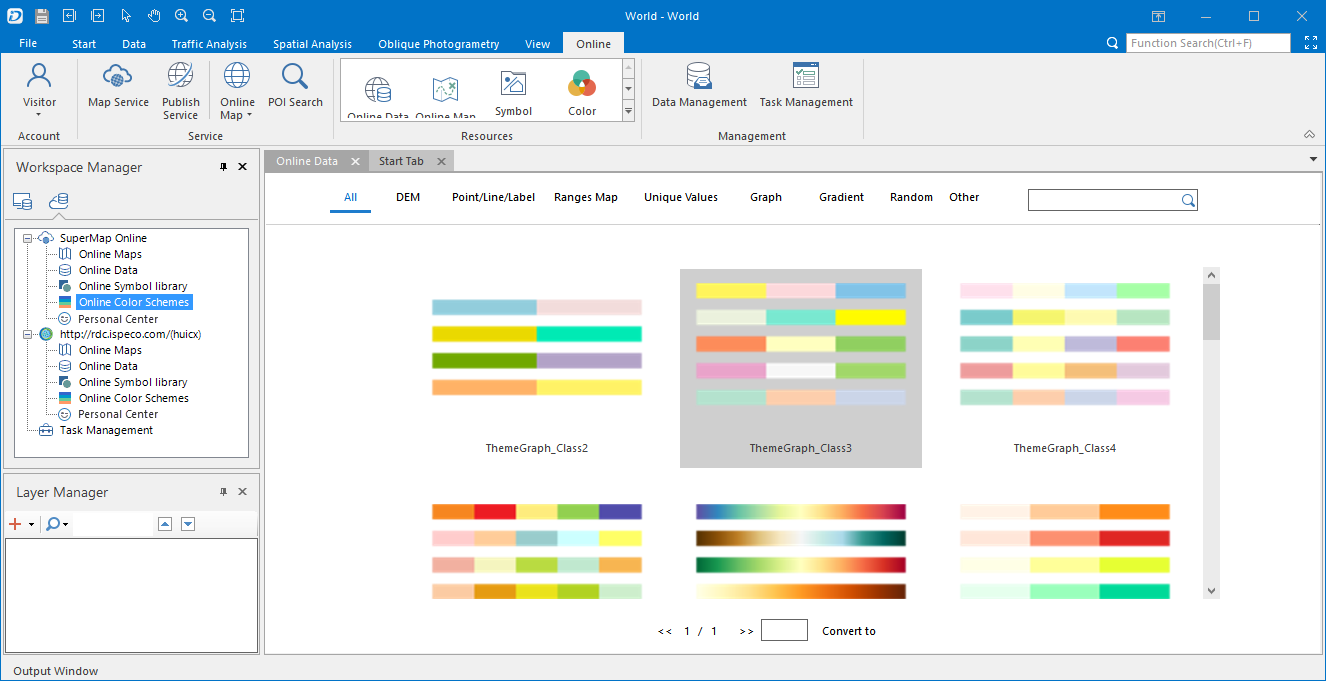 World - World
File Start Data Traffic Analysis Spatial Analysis Oblique Photogrametry View Online
Function Search(Ctrl+F)
Visitor
Map Service
Publish Service
Online Map
POI Search
Online Data
Online Map
Symbol
Color
Data Management
Task Management
Account
Service
Resources
Management
Workspace Manager
Online Data
Start Tab
All DEM Point/Line/Label Ranges Map Unique Values Graph Gradient Random Other
SuperMap Online
Online Maps
Online Data
Online Symbol library
Online Color Schemes
Personal Center
http://rdc.ispeco.com/(huicx)
Online Maps
Online Data
Online Symbol library
Online Color Schemes
Personal Center
Task Management
ThemeGraph_Class2
ThemeGraph_Class3
ThemeGraph_Class4
Layer Manager
<< 1 / 1 >> Convert to
Output Window